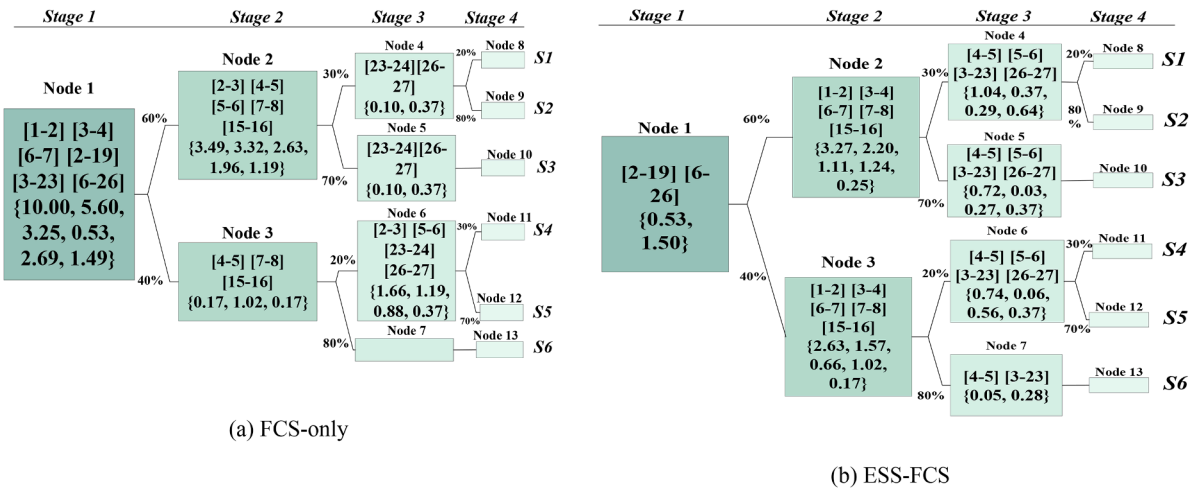 Stage 1 Stage 2 Stage 3 Stage 4
Node 1
[1-2] [3-4]
[6-7] [2-19]
[3-23] [6-26]
{10.00, 5.60,
3.25, 0.53,
2.69, 1.49}
60%
40%
Node 2
[2-3] [4-5]
[5-6] [7-8]
[15-16]
{3.49, 3.32, 2.63,
1.96, 1.19}
30%
70%
Node 3
[4-5] [7-8]
[15-16]
{0.17, 1.02, 0.17}
20%
80%
Node 4
[23-24][26-
27]
{0.10, 0.37}
20%
80%
Node 5
[23-24][26-
27]
{0.10, 0.37}
Node 6
[2-3] [5-6]
[23-24]
[26-27]
{1.66, 1.19,
0.88, 0.37}
30%
70%
Node 7
Node 8 S1
Node 9 S2
Node 10 S3
Node 11 S4
Node 12 S5
Node 13 S6
(a) FCS-only
Stage 1 Stage 2 Stage 3 Stage 4
Node 1
[2-19] [6-
26]
{0.53,
1.50}
60%
40%
Node 2
[1-2] [3-4]
[6-7] [7-8]
[15-16]
{3.27, 2.20,
1.11, 1.24,
0.25}
30%
70%
Node 3
[1-2] [3-4]
[6-7] [7-8]
[15-16]
{2.63, 1.57,
0.66, 1.02,
0.17}
20%
80%
Node 4
[4-5] [5-6]
[3-23] [26-27]
{1.04, 0.37,
0.29, 0.64}
20%
80
%
Node 5
[4-5] [5-6]
[3-23] [26-27]
{0.72, 0.03,
0.27, 0.37}
Node 6
[4-5] [5-6]
[3-23] [26-27]
{0.74, 0.06,
0.56, 0.37}
30%
70%
Node 7
[4-5] [3-23]
{0.05, 0.28}
Node 8 S1
Node 9 S2
Node 10 S3
Node 11 S4
Node 12 S5
Node 13 S6
(b) ESS-FCS